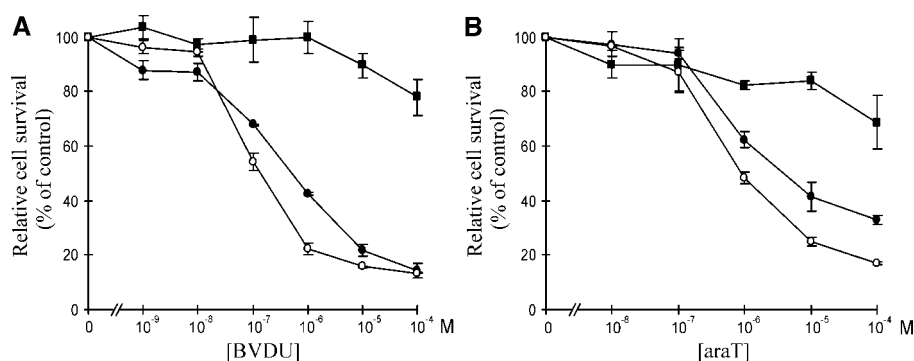 A
Relative cell survival
(% of control)
100
80
60
40
20
0
0 10⁻⁹ 10⁻⁸ 10⁻⁷ 10⁻⁶ 10⁻⁵ 10⁻⁴ M
[BVDU]
B
Relative cell survival
(% of control)
100
80
60
40
20
0
0 10⁻⁸ 10⁻⁷ 10⁻⁶ 10⁻⁵ 10⁻⁴ M
[araT]